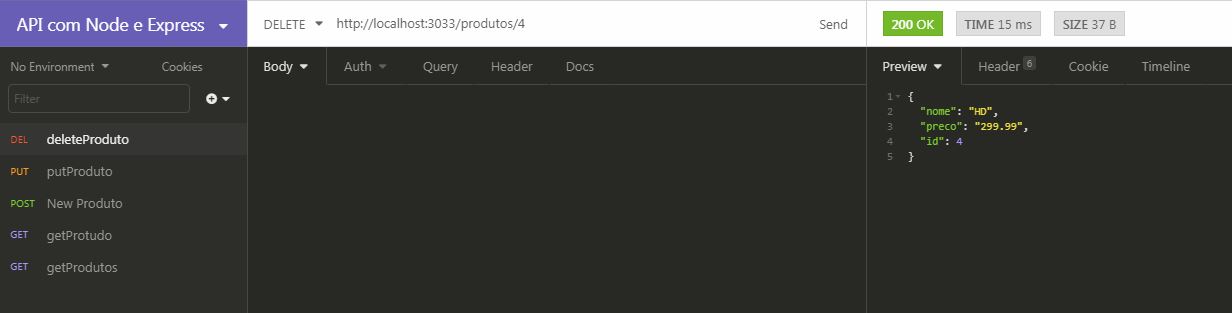 API com Node e Express
DELETE http://localhost:3033/produtos/4 Send
200 OK TIME 15 ms SIZE 37 B
No Environment Cookies
Body Auth Query Header Docs
Preview Header 6 Cookie Timeline
Filter
DEL deleteProduto
PUT putProduto
POST New Produto
GET getProtudo
GET getProdutos
1 {
2 "nome": "HD",
3 "preco": "299.99",
4 "id": 4
5 }